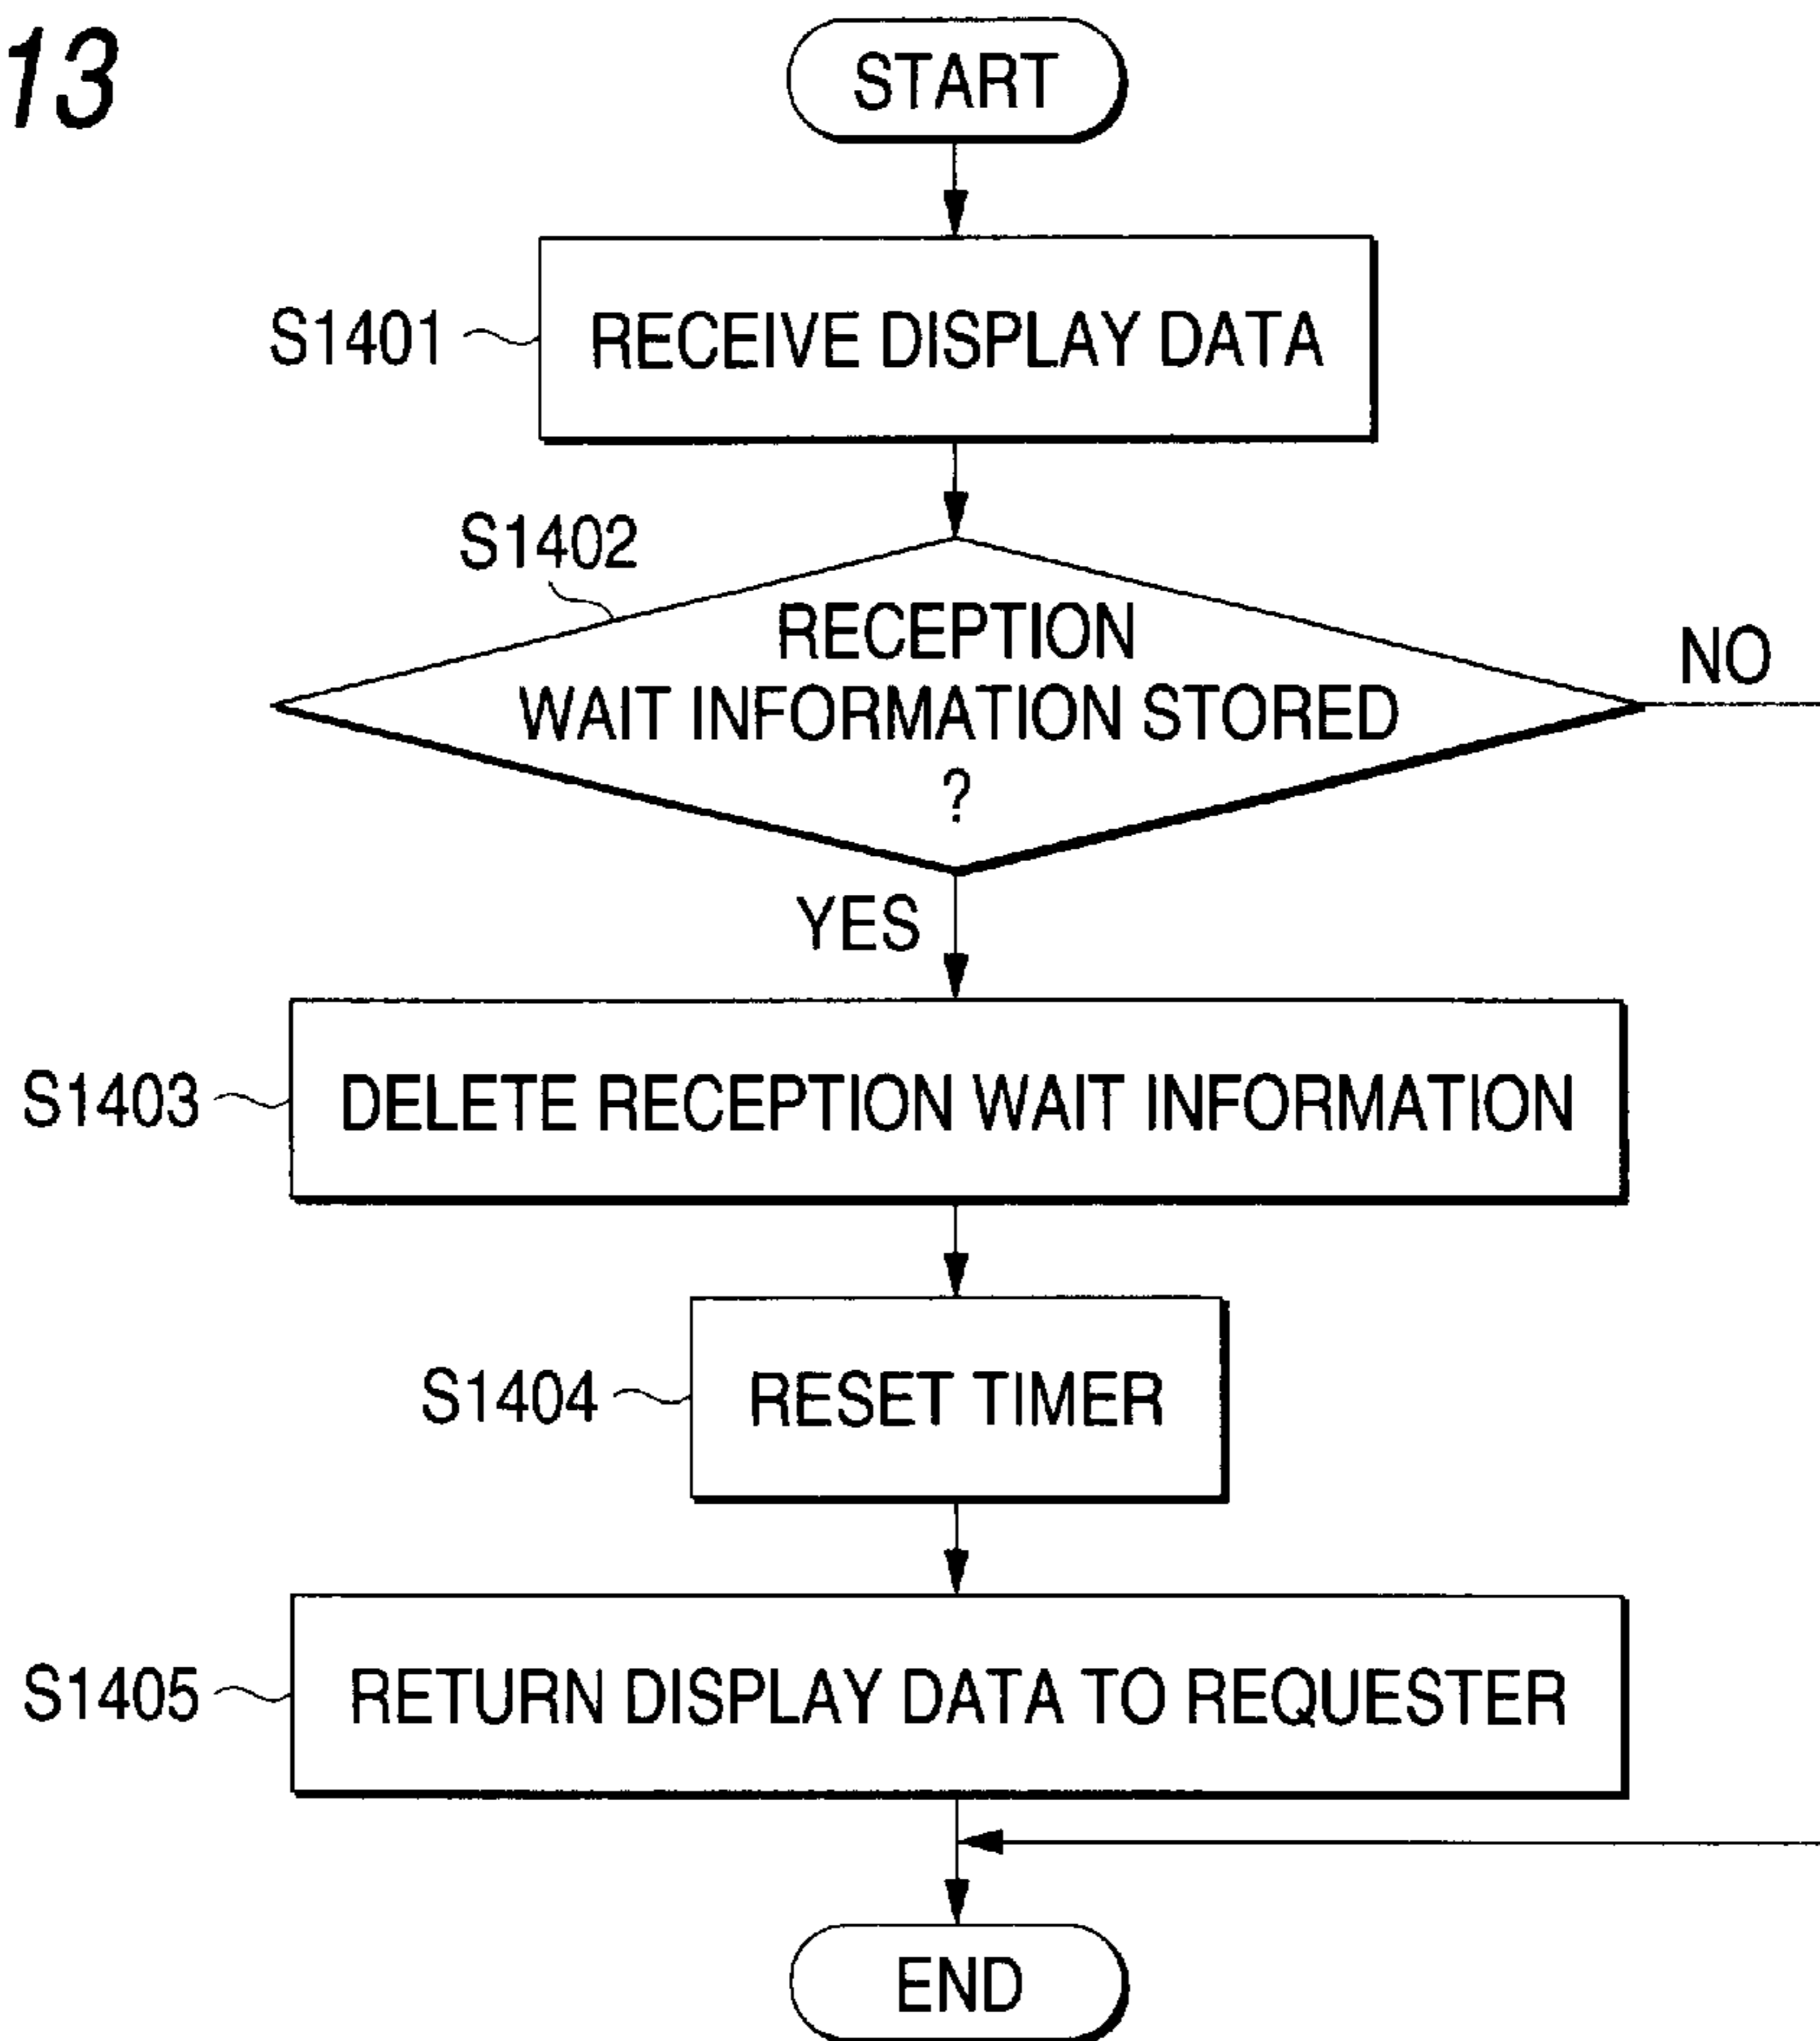 13
START
S1401
RECEIVE DISPLAY DATA
S1402
RECEPTION
WAIT INFORMATION STORED
?
NO
YES
S1403
DELETE RECEPTION WAIT INFORMATION
S1404
RESET TIMER
S1405
RETURN DISPLAY DATA TO REQUESTER
END